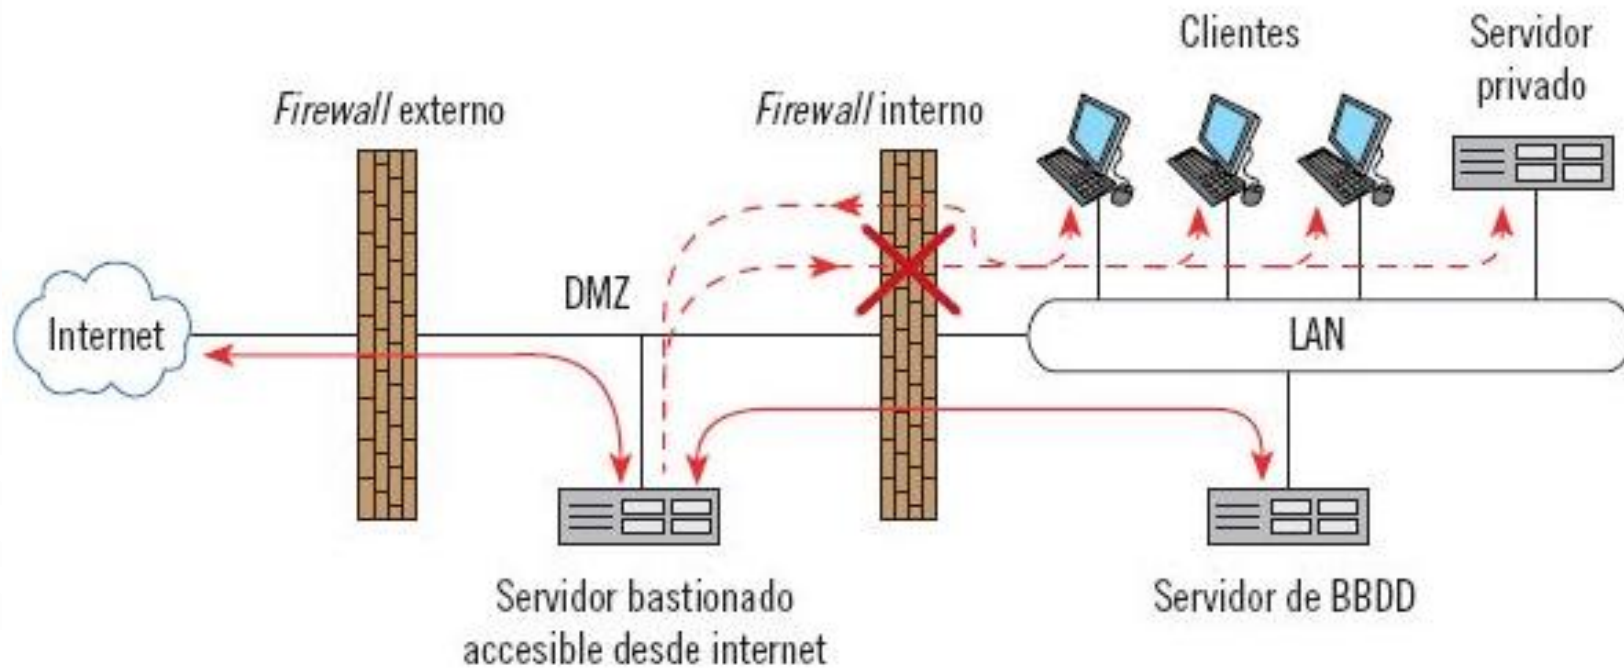 Clientes
Servidor
privado
Firewall externo
Firewall interno
DMZ
Internet
LAN
Servidor bastionado
accesible desde internet
Servidor de BBDD